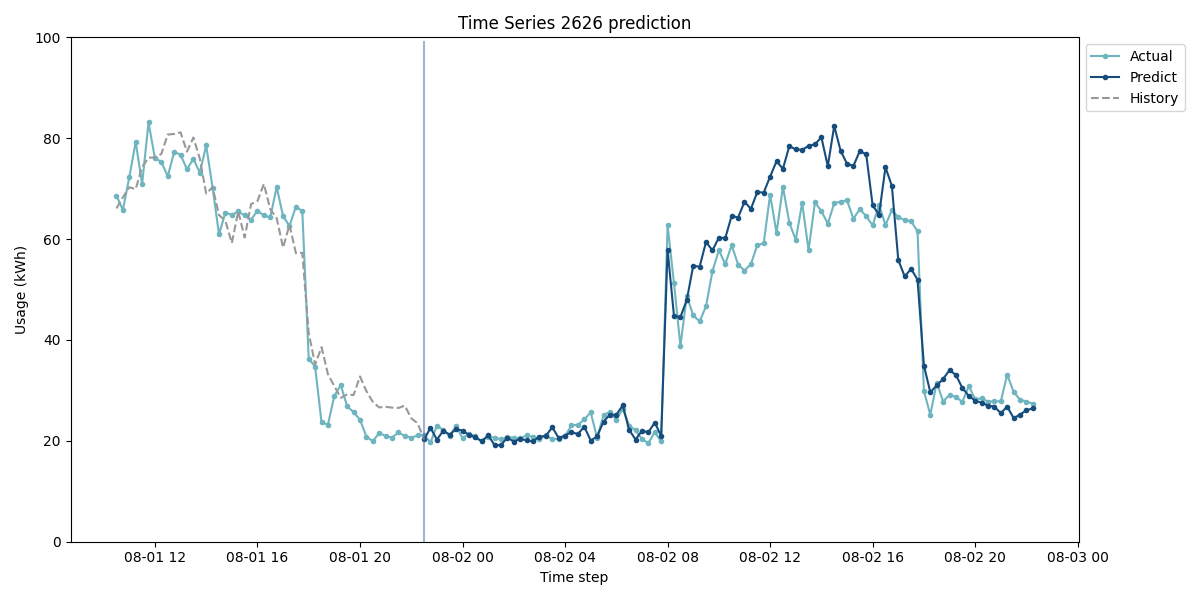 Time Series 2626 prediction
Usage (kWh)
100
80
60
40
20
0
08-01 12
08-01 16
08-01 20
08-02 00
08-02 04
08-02 08
08-02 12
08-02 16
08-02 20
08-03 00
Time step
Actual
Predict
History